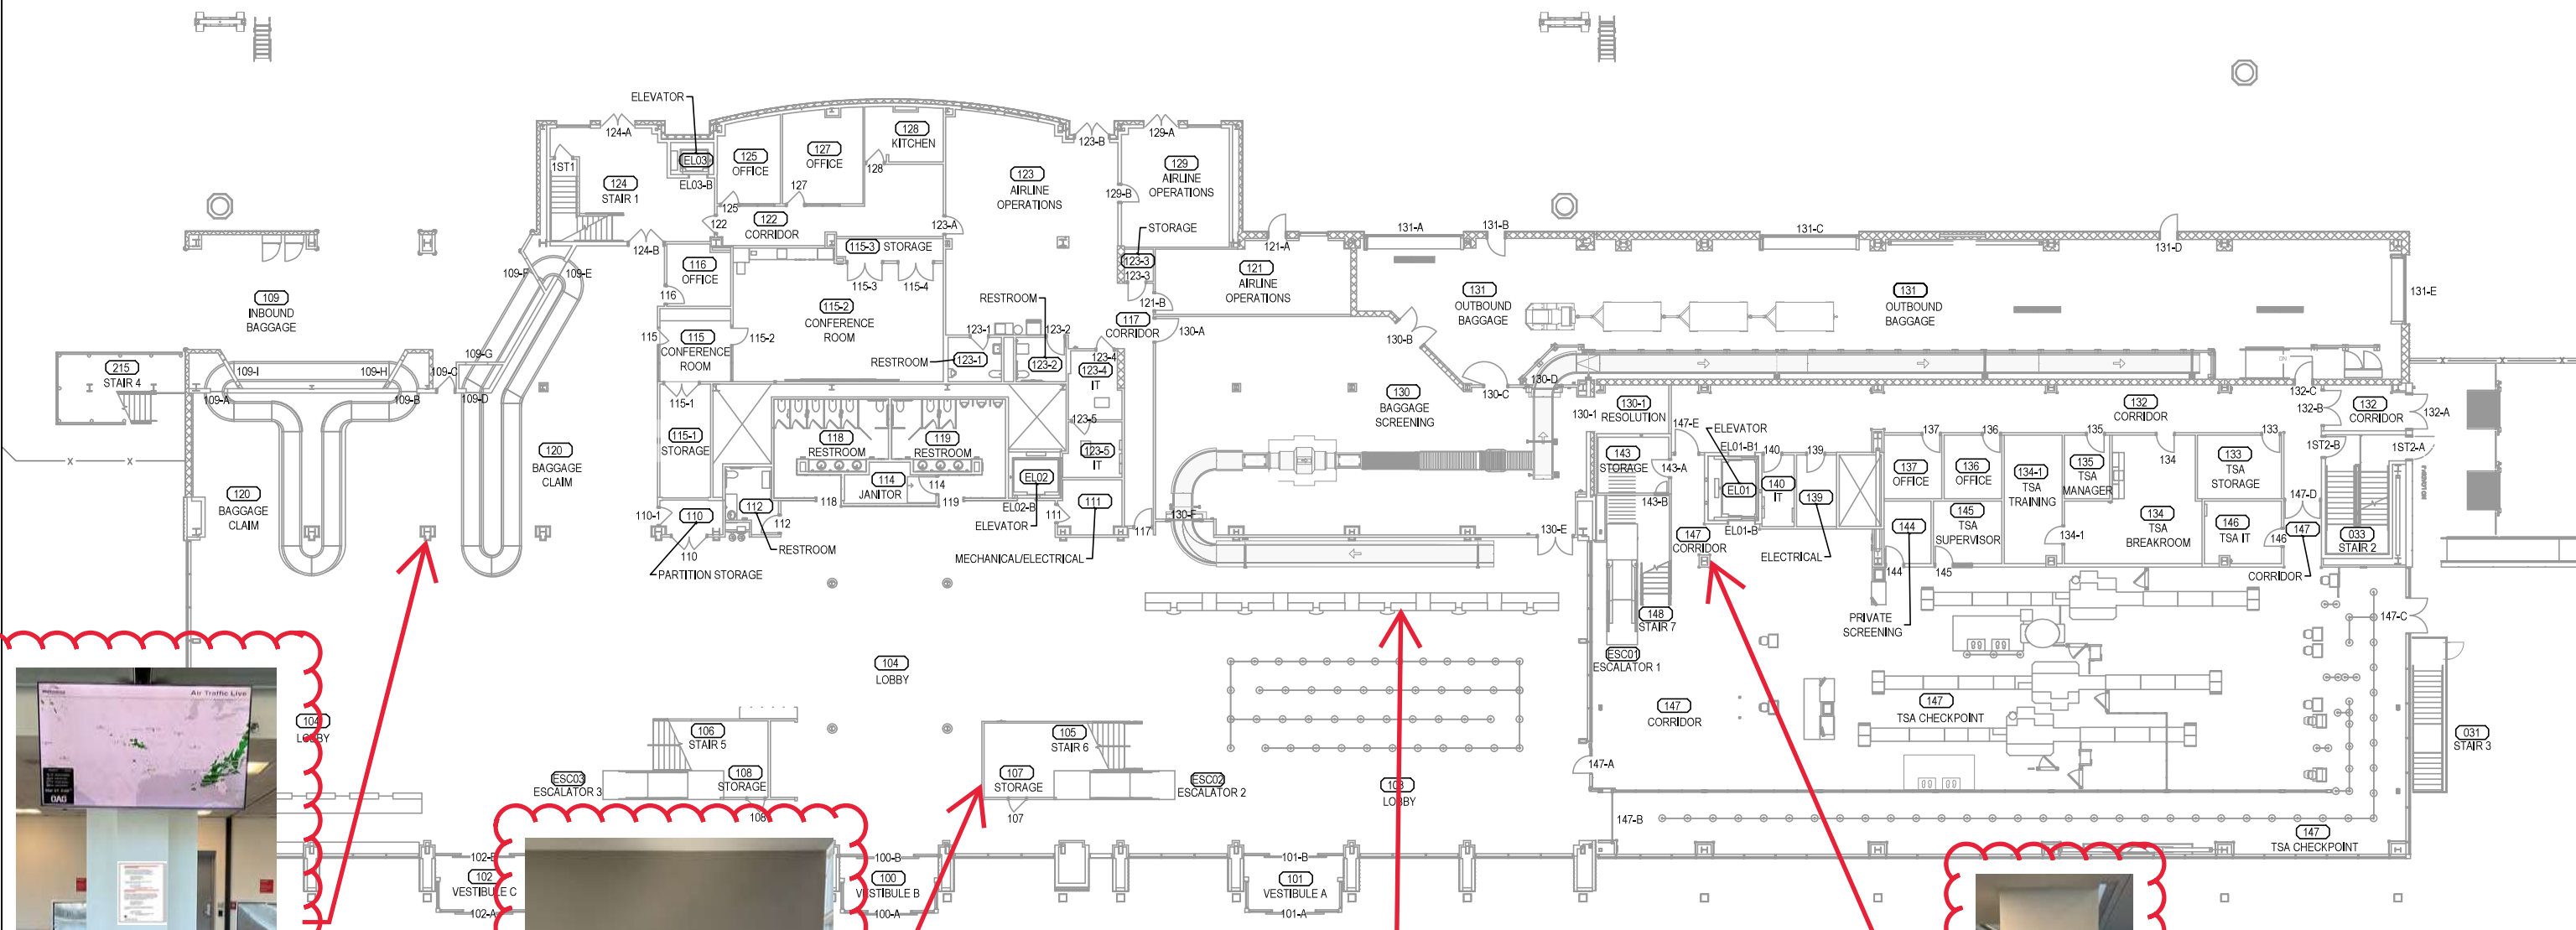 ELEVATOR
124-A
1ST1
124
STAIR 1
EL03
EL03-B
125
OFFICE
127
OFFICE
128
KITCHEN
125
127
128
122
122
CORRIDOR
123-A
123
AIRLINE
OPERATIONS
123-B
129-A
129
AIRLINE
OPERATIONS
129-B
STORAGE
123-3
123-3
121-A
121
AIRLINE
OPERATIONS
121-B
131-A
131-B
131-C
131-D
131-E
131
OUTBOUND
BAGGAGE
131
OUTBOUND
BAGGAGE
124-B
116
OFFICE
116
115-3
STORAGE
115-3
115-4
115-2
CONFERENCE
ROOM
115
115
CONFERENCE
ROOM
115-2
RESTROOM
123-1
123-2
RESTROOM
123-1
123-2
117
CORRIDOR
130-A
130-B
109
INBOUND
BAGGAGE
109-F
109-E
109-G
109-I
109-H
109-C
109-A
109-B
109-D
215
STAIR 4
120
BAGGAGE
CLAIM
120
BAGGAGE
CLAIM
115-1
115-1
STORAGE
118
RESTROOM
119
RESTROOM
123-4
123-4
IT
123-5
123-5
IT
114
JANITOR
114
118
119
EL02
EL02-B
ELEVATOR
111
111
MECHANICAL/ELECTRICAL
117
110-1
110
110
PARTITION STORAGE
112
112
RESTROOM
130
BAGGAGE
SCREENING
130-C
130-D
130-1
130-1
RESOLUTION
130-F
130-E
143
STORAGE
143-A
143-B
147-E
ELEVATOR
EL01-B1
EL01
EL01-B
140
140
IT
139
139
ELECTRICAL
147
CORRIDOR
132
CORRIDOR
132-C
132-B
132
CORRIDOR
132-A
137
136
135
134
133
137
OFFICE
136
OFFICE
134-1
TSA
TRAINING
135
TSA
MANAGER
133
TSA
STORAGE
1ST2-B
1ST2-A
147-D
144
145
TSA
SUPERVISOR
134
TSA
BREAKROOM
134-1
146
TSA IT
146
147
CORRIDOR
033
STAIR 2
144
145
PRIVATE
SCREENING
148
STAIR 7
ESC01
ESCALATOR 1
147-C
031
STAIR 3
104
LOBBY
104
LOBBY
106
STAIR 5
ESC03
ESCALATOR 3
108
STORAGE
108
105
STAIR 6
107
STORAGE
107
ESC02
ESCALATOR 2
103
LOBBY
147
CORRIDOR
147
TSA CHECKPOINT
147-A
147-B
147
TSA CHECKPOINT
102-B
102
VESTIBULE C
102-A
100-B
100
VESTIBULE B
100-A
101-B
101
VESTIBULE A
101-A
Air Traffic Live
OAG